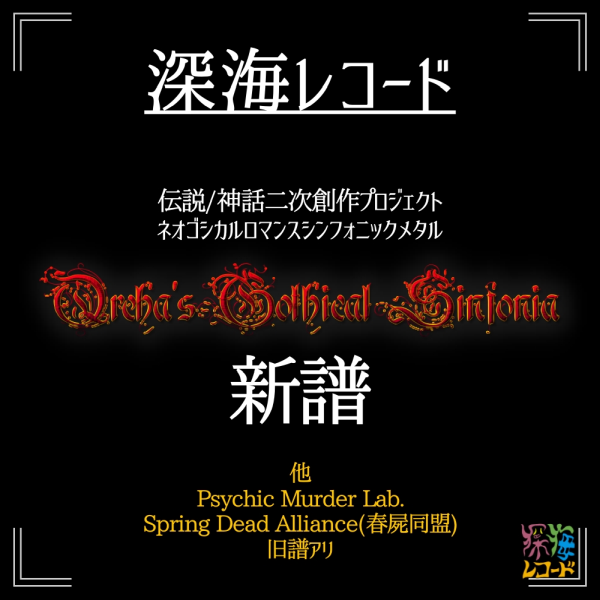 深海レコード
伝説/神話二次創作プロジェクト
ネオゴシカルロマンスシンフォニックメタル
Orcha's Gothical Sinfonia
新譜
他
Psychic Murder Lab.
Spring Dead Alliance(春屍同盟)
旧譜アリ
深海
レコード